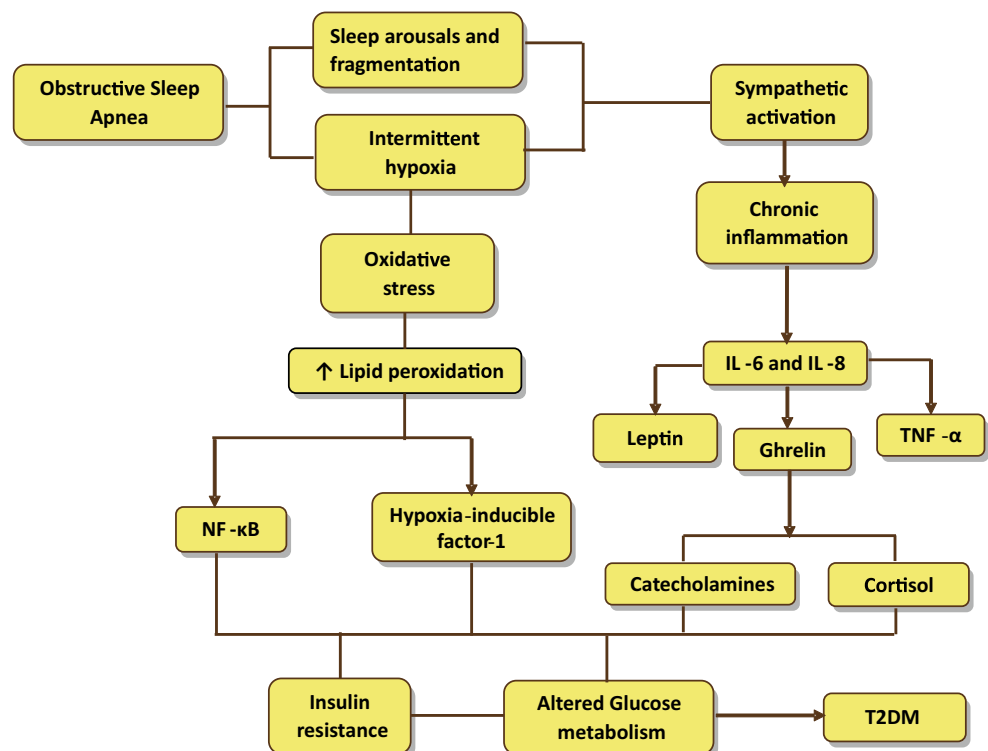 Sleep arousals and
fragmentation
Obstructive Sleep
Apnea
Sympathetic
activation
Intermittent
hypoxia
Chronic
inflammation
Oxidative
stress
↑ Lipid peroxidation
IL-6 and IL-8
Leptin
Ghrelin
TNF-α
NF-κB
Hypoxia-inducible
factor-1
Catecholamines
Cortisol
Insulin
resistance
Altered Glucose
metabolism
T2DM